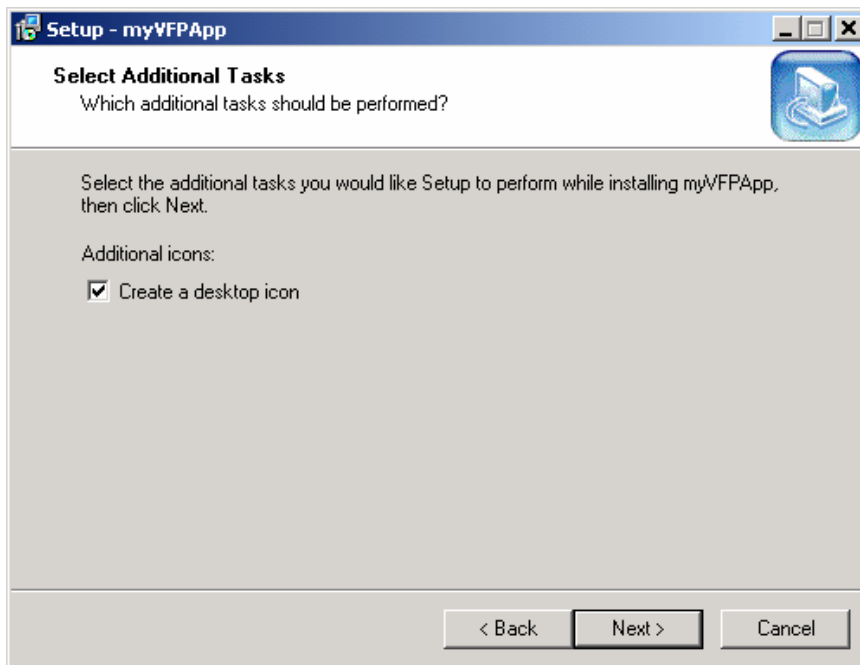 Setup - myVFPApp
Select Additional Tasks
Which additional tasks should be performed?
Select the additional tasks you would like Setup to perform while installing myVFPApp,
then click Next.
Additional icons:
Create a desktop icon
< Back Next > Cancel